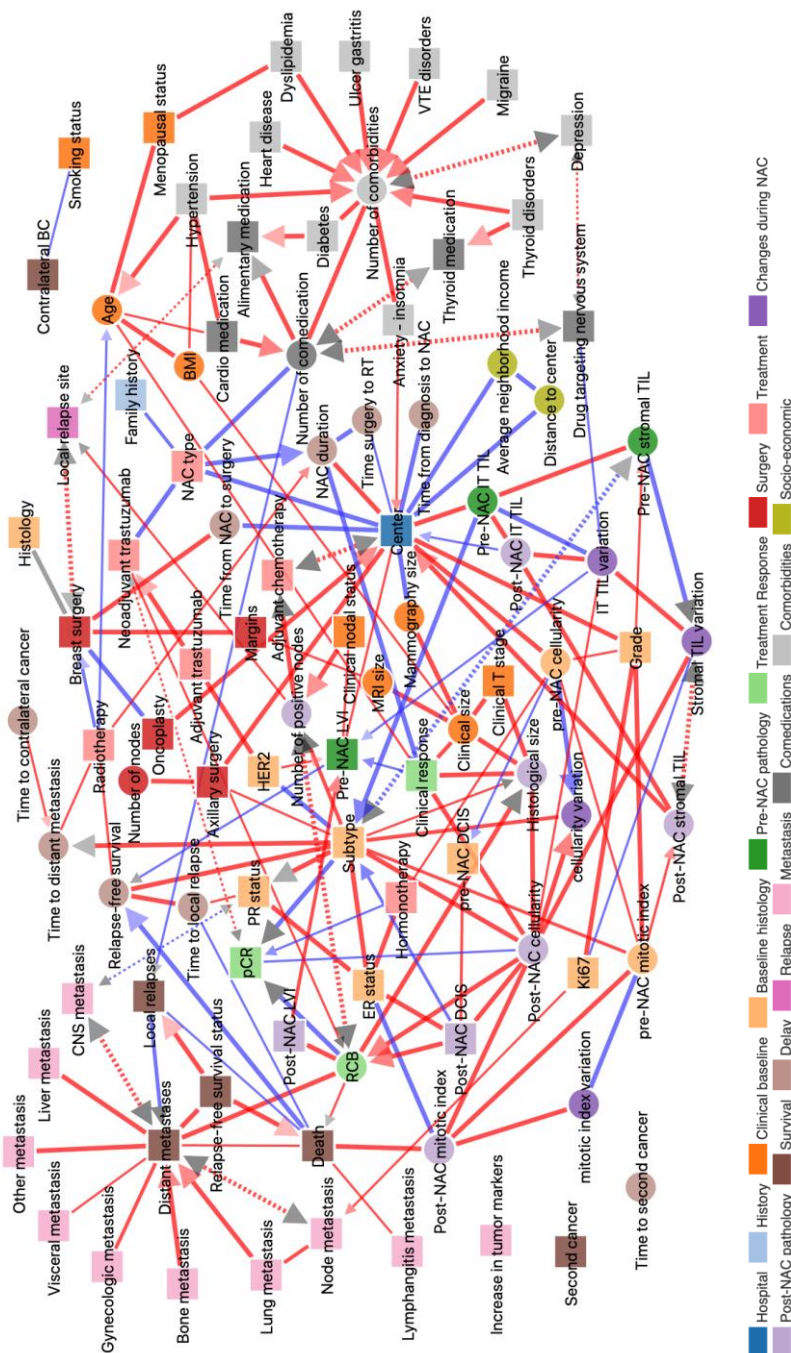 Other metastasis
Visceral metastasis
Gynecologic metastasis
Bone metastasis
Lung metastasis
Node metastasis
Lymphangitis metastasis
Increase in tumor markers
Second cancer
Time to second cancer
Liver metastasis
CNS metastasis
Distant metastases
Relapse-free survival status
Local relapses
Death
Post-NAC mitotic index
mitotic index variation
Time to contralateral cancer
Time to distant metastasis
Relapse-free survival
Time to local relapse
PR status
pCR
Post-NAC LVI
RCB
ER status
Post-NAC DCIS
Hormonotherapy
Post-NAC cellularity
Ki67
pre-NAC mitotic index
Number of nodes
Axillary surgery
HER2
Subtype
pre-NAC DCIS
Clinical response
Histological size
cellularity variation
Post-NAC stromal TIL
Radiotherapy
Oncoplasty
Adjuvant trastuzumab
Number of positive nodes
Pre-NAC LVI
MRI size
Clinical size
Clinical T stage
pre-NAC cellularity
Grade
Stromal TIL variation
Histology
Breast surgery
Neoadjuvant trastuzumab
Margins
Adjuvant chemotherapy
Clinical nodal status
Mammography size
Center
Post-NAC IT TIL
IT TIL variation
Pre-NAC IT TIL
Pre-NAC stromal TIL
Local relapse site
Family history
NAC type
Time from NAC to surgery
NAC duration
Time surgery to RT
Time from diagnosis to NAC
Average neighborhood income
Distance to center
Drug targeting nervous system
Age
BMI
Cardio medication
Number of comedication
Anxiety - insomnia
Thyroid medication
Thyroid disorders
Depression
Contralateral BC
Smoking status
Menopausal status
Hypertension
Alimentary medication
Diabetes
Heart disease
Number of comorbidities
Dyslipidemia
Ulcer gastritis
VTE disorders
Migraine
Hospital
History
Clinical baseline
Baseline histology
Pre-NAC pathology
Treatment Response
Surgery
Treatment
Changes during NAC
Post-NAC pathology
Survival
Delay
Relapse
Metastasis
Comedications
Comorbidities
Socio-economic